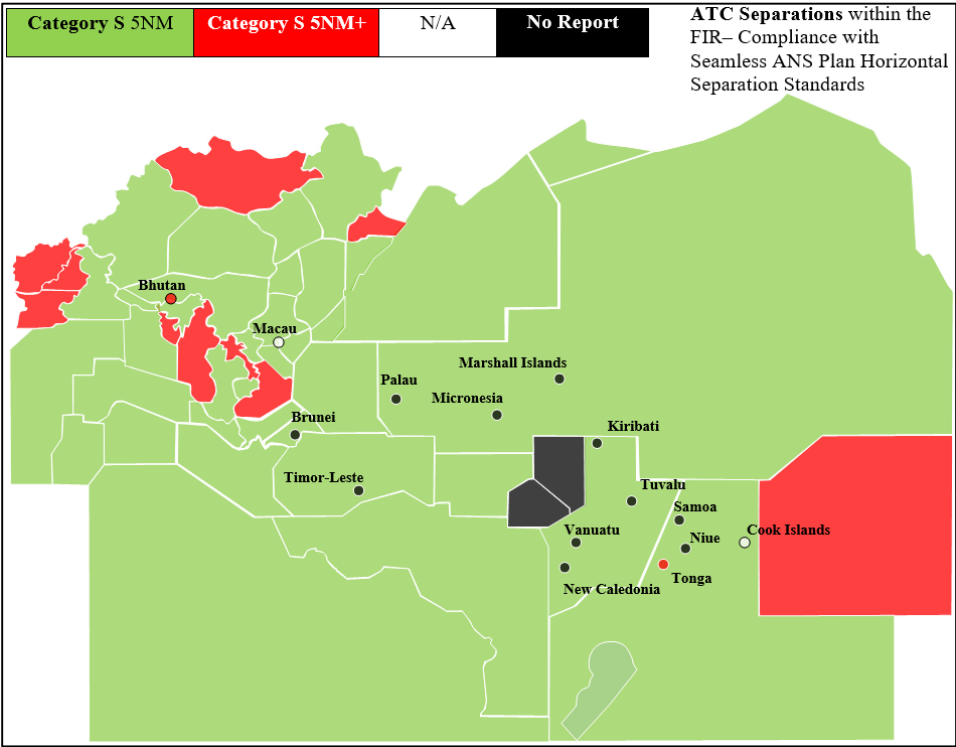 Category S 5NM
Category S 5NM+
N/A
No Report
ATC Separations within the
FIR– Compliance with
Seamless ANS Plan Horizontal
Separation Standards
Bhutan
Macau
Marshall Islands
Palau
Micronesia
Brunei
Kiribati
Timor-Leste
Tuvalu
Samoa
Vanuatu
Niue
Cook Islands
Tonga
New Caledonia